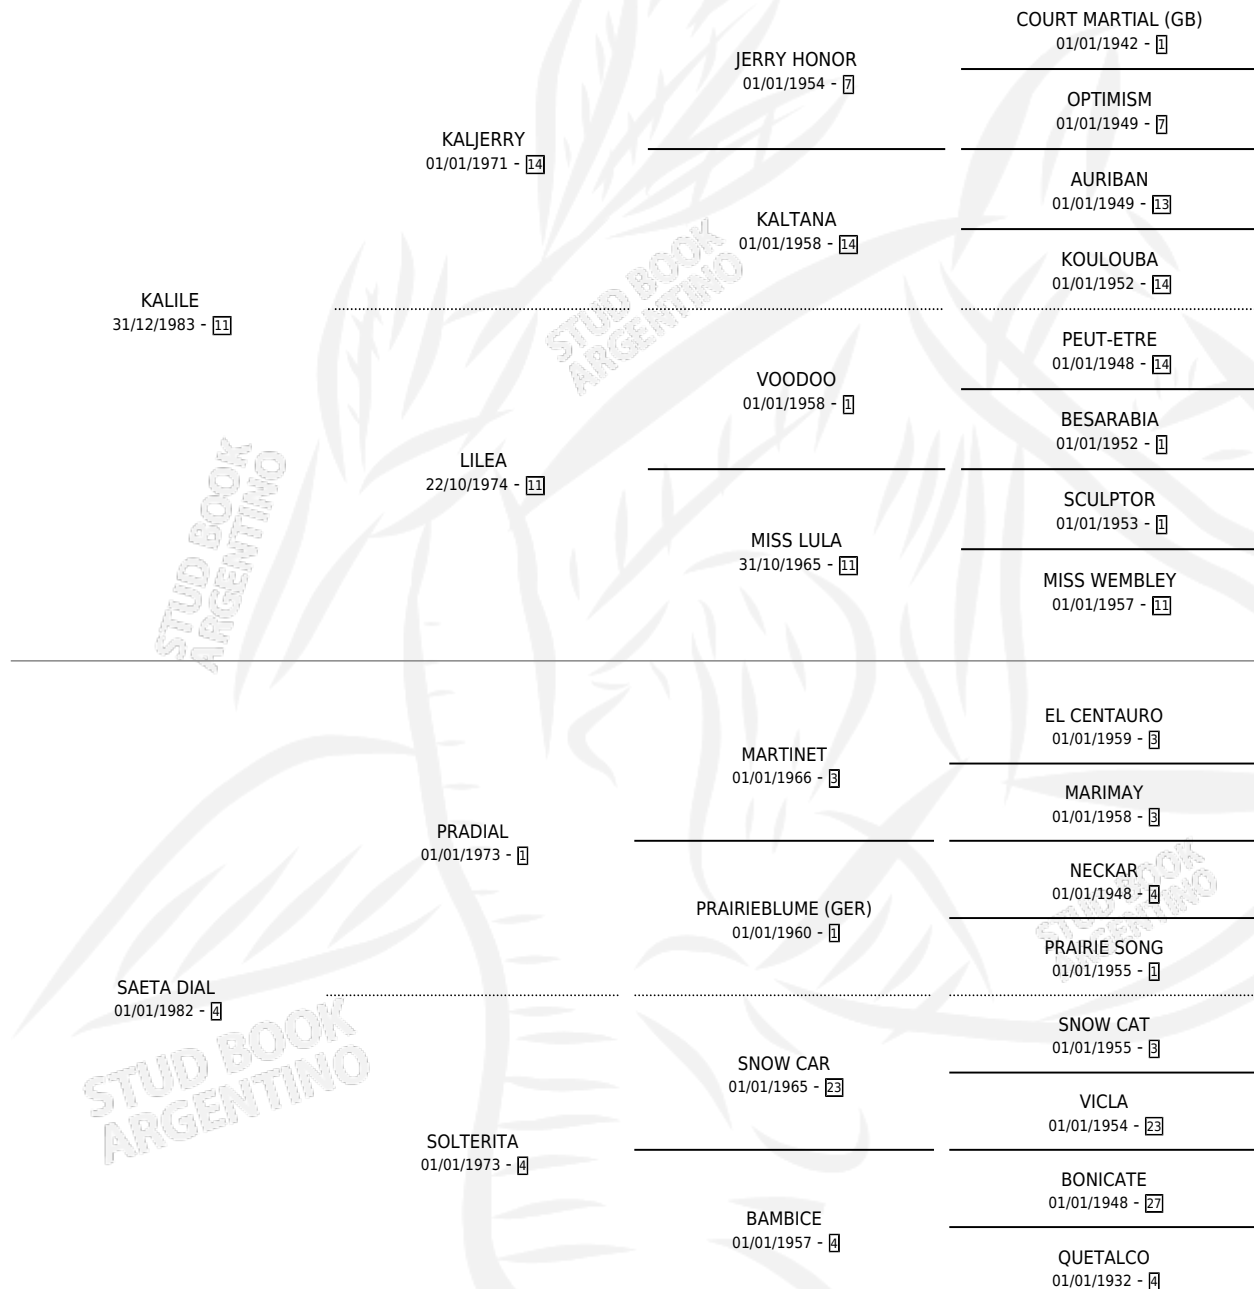 COURT MARTIAL (GB)
01/01/1942 - 1
JERRY HONOR
01/01/1954 - 7
OPTIMISM
01/01/1949 - 7
KALJERRY
01/01/1971 - 14
AURIBAN
01/01/1949 - 13
KALTANA
01/01/1958 - 14
KOULOUBA
01/01/1952 - 14
KALILE
31/12/1983 - 11
PEUT-ETRE
01/01/1948 - 14
VOODOO
01/01/1958 - 1
BESARABIA
01/01/1952 - 1
LILEA
22/10/1974 - 11
SCULPTOR
01/01/1953 - 1
MISS LULA
31/10/1965 - 11
MISS WEMBLEY
01/01/1957 - 11
EL CENTAURO
01/01/1959 - 3
MARTINET
01/01/1966 - 3
MARIMAY
01/01/1958 - 3
PRADIAL
01/01/1973 - 1
NECKAR
01/01/1948 - 4
PRAIRIEBLUME (GER)
01/01/1960 - 1
PRAIRIE SONG
01/01/1955 - 1
SAETA DIAL
01/01/1982 - 4
SNOW CAT
01/01/1955 - 3
SNOW CAR
01/01/1965 - 23
VICLA
01/01/1954 - 23
SOLTERITA
01/01/1973 - 4
BONICATE
01/01/1948 - 27
BAMBICE
01/01/1957 - 4
QUETALCO
01/01/1932 - 4
STUD BOOK
ARGENTINO
STUD BOOK
ARGENTINO
STUD BOOK
ARGENTINO
STUD BOOK
ARGENTINO